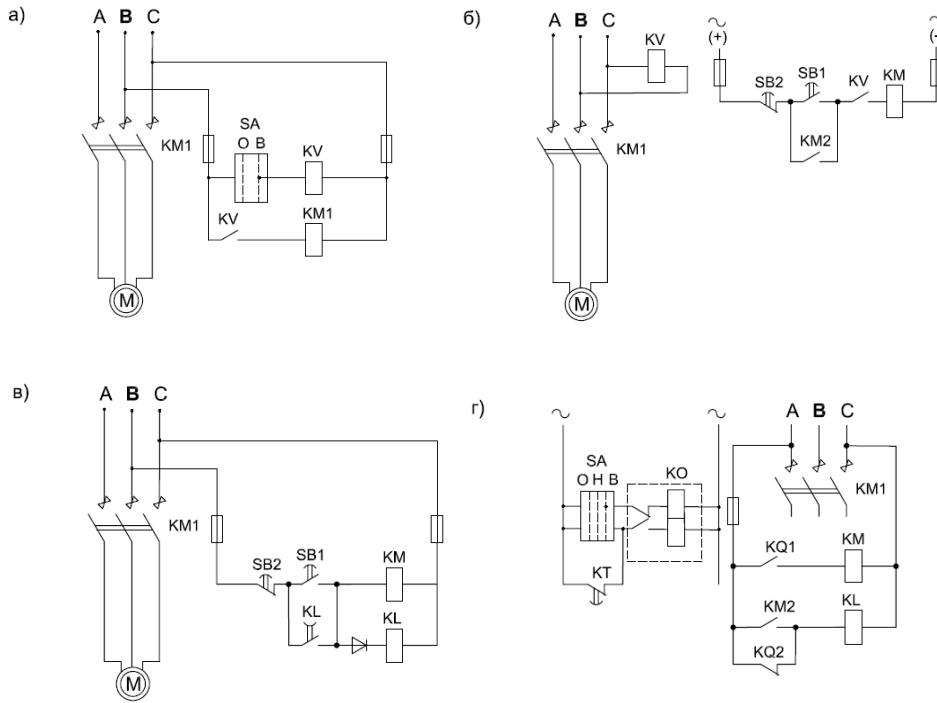 а)
A B C
KM1
SA
O B
KV
KV
KM1
M
б)
A B C
KV
KM1
M
~
(+)
SB2
SB1
KV
KM
KM2
~
(-
в)
A B C
KM1
SB2
SB1
KM
KL
KL
M
г)
~
~
SA
O H B
KO
KT
A B C
KM1
KQ1
KM
KM2
KL
KQ2